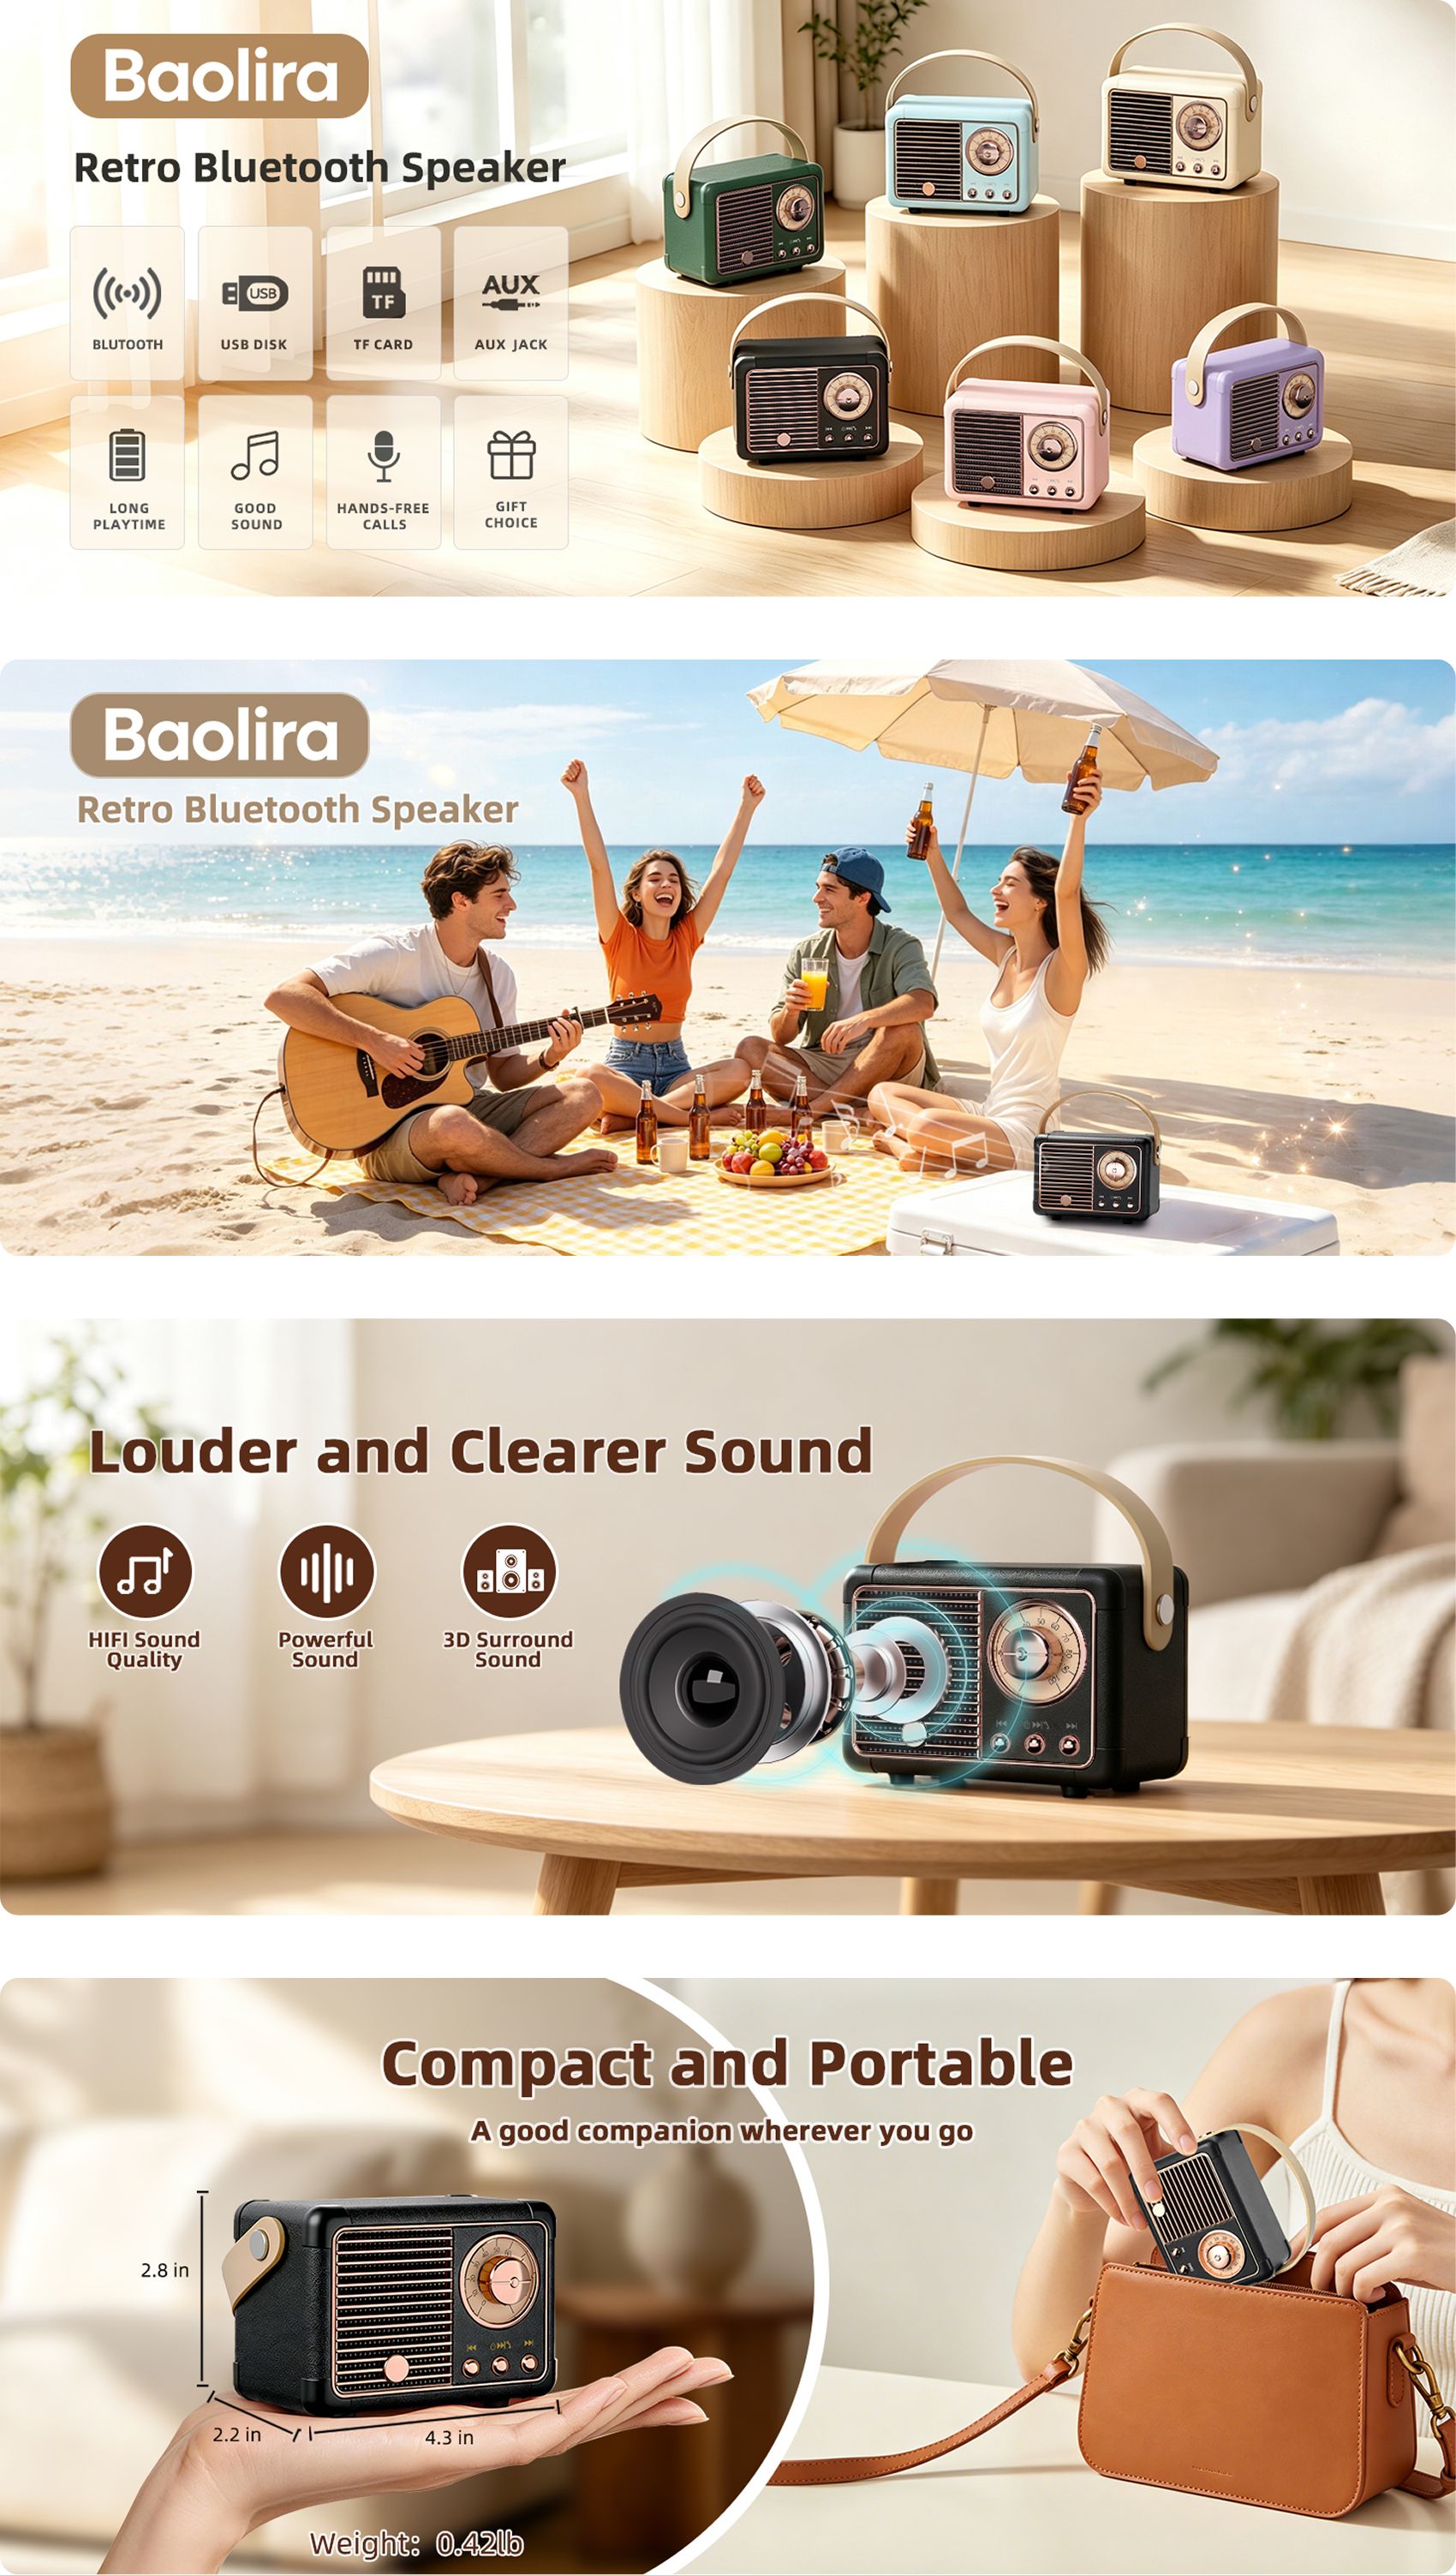 Baolira
Retro Bluetooth Speaker
BLUTOOTH
USB
USB DISK
TF
TF CARD
AUX
AUX JACK
LONG
PLAYTIME
GOOD
SOUND
HANDS-FREE
CALLS
GIFT
CHOICE
Baolira
Retro Bluetooth Speaker
Louder and Clearer Sound
HIFI Sound
Quality
Powerful
Sound
3D Surround
Sound
Compact and Portable
A good companion wherever you go
2.8 in
2.2 in
4.3 in
Weight: 0.42lb